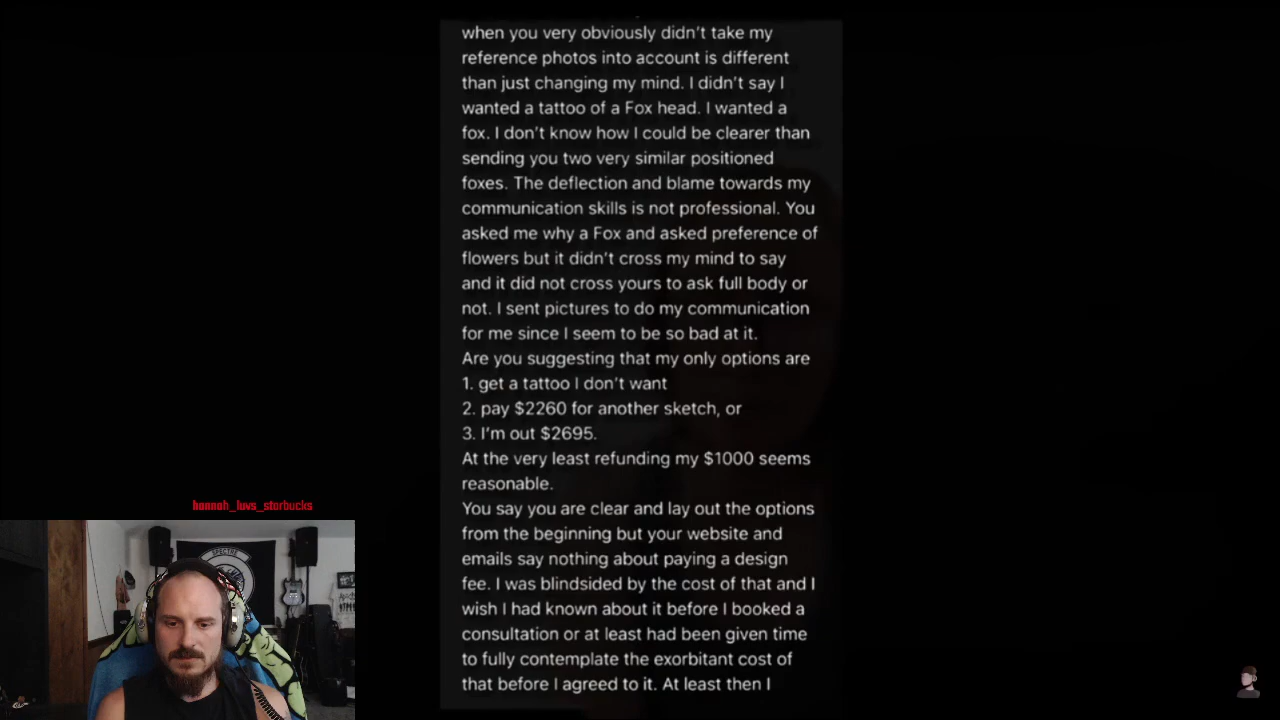 when you very obviously didn't take my
reference photos into account is different
than just changing my mind. I didn't say I
wanted a tattoo of a Fox head. I wanted a
fox. I don't know how I could be clearer than
sending you two very similar positioned
foxes. The deflection and blame towards my
communication skills is not professional. You
asked me why a Fox and asked preference of
flowers but it didn't cross my mind to say
and it did not cross yours to ask full body or
not. I sent pictures to do my communication
for me since I seem to be so bad at it.
Are you suggesting that my only options are
1. get a tattoo I don't want
2. pay $2260 for another sketch, or
3. I'm out $2695.
At the very least refunding my $1000 seems
reasonable.
You say you are clear and lay out the options
from the beginning but your website and
emails say nothing about paying a design
fee. I was blindsided by the cost of that and I
wish I had known about it before I booked a
consultation or at least had been given time
to fully contemplate the exorbitant cost of
that before I agreed to it. At least then I
hannah_luvs_starbucks
SPECTRE